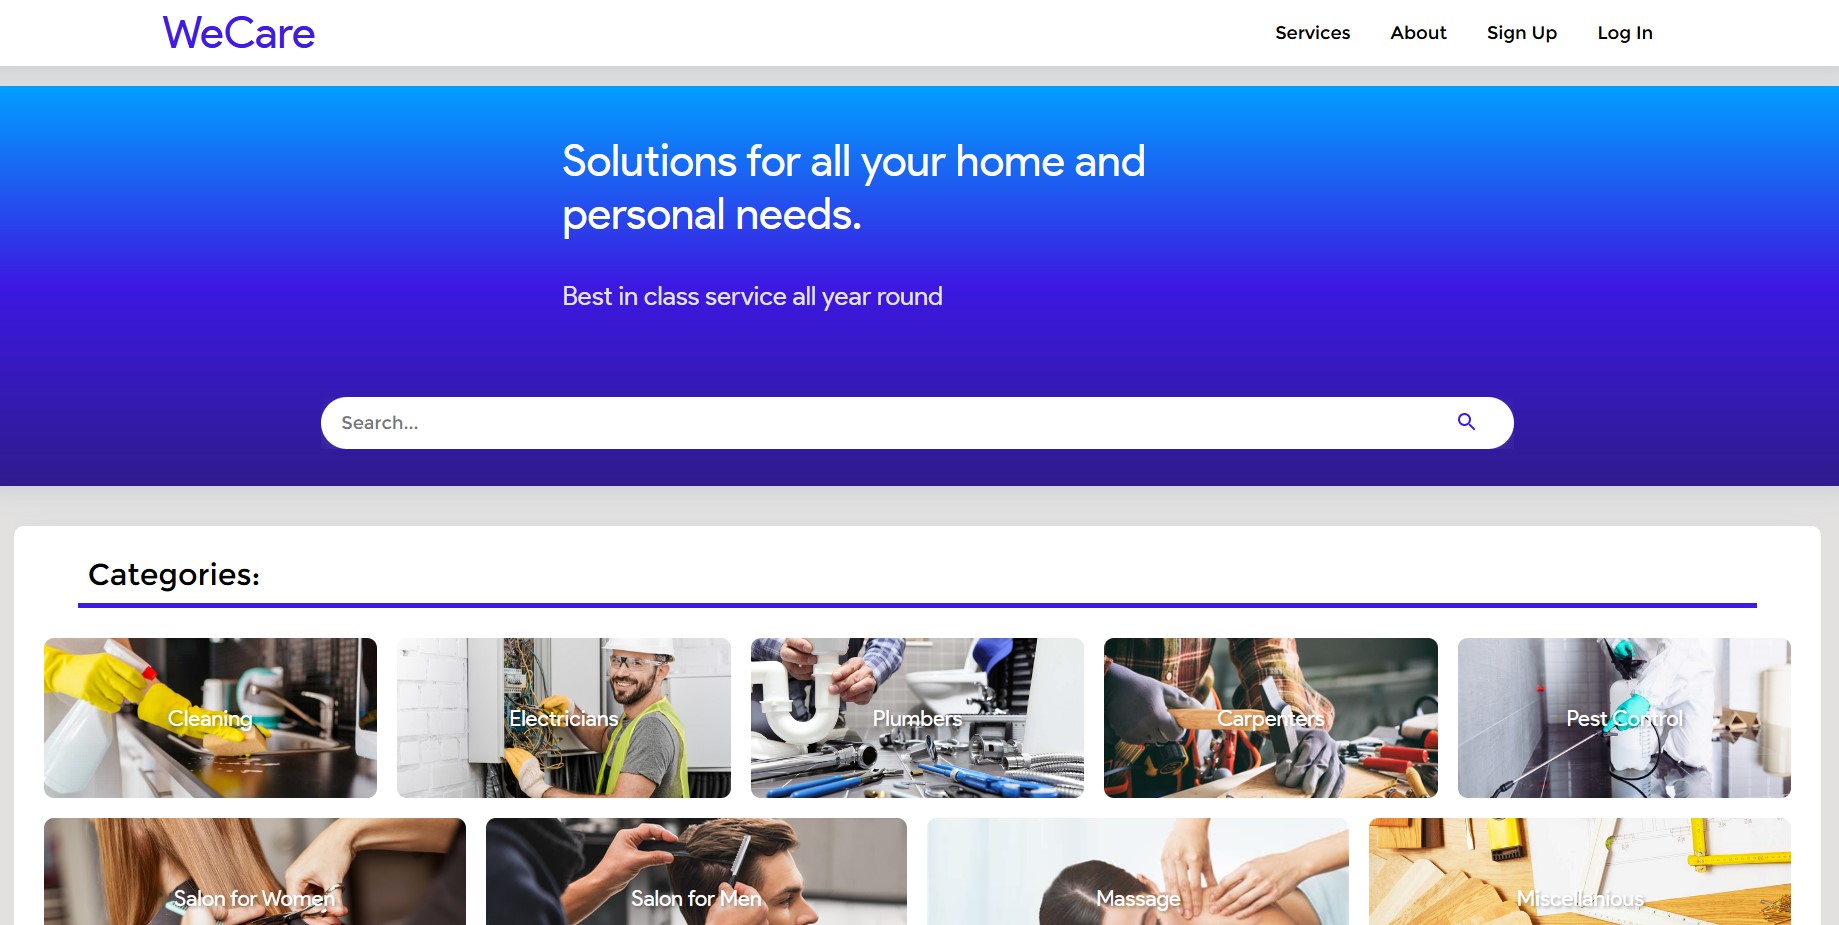 WeCare
Services About Sign Up Log In
Solutions for all your home and
personal needs.
Best in class service all year round
Search...
Categories:
Cleaning
Electricians
Plumbers
Carpenters
Pest Control
Salon for Women
Salon for Men
Massage
Miscellanious